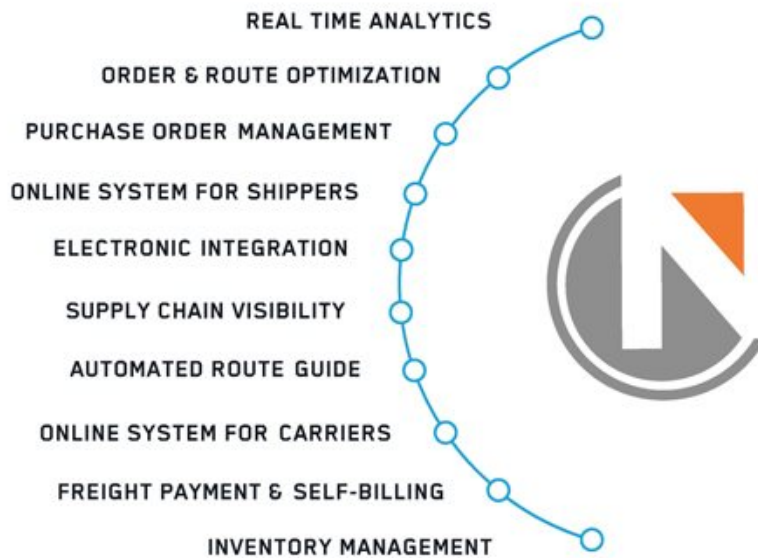 REAL TIME ANALYTICS
ORDER & ROUTE OPTIMIZATION
PURCHASE ORDER MANAGEMENT
ONLINE SYSTEM FOR SHIPPERS
ELECTRONIC INTEGRATION
SUPPLY CHAIN VISIBILITY
AUTOMATED ROUTE GUIDE
ONLINE SYSTEM FOR CARRIERS
FREIGHT PAYMENT & SELF-BILLING
INVENTORY MANAGEMENT